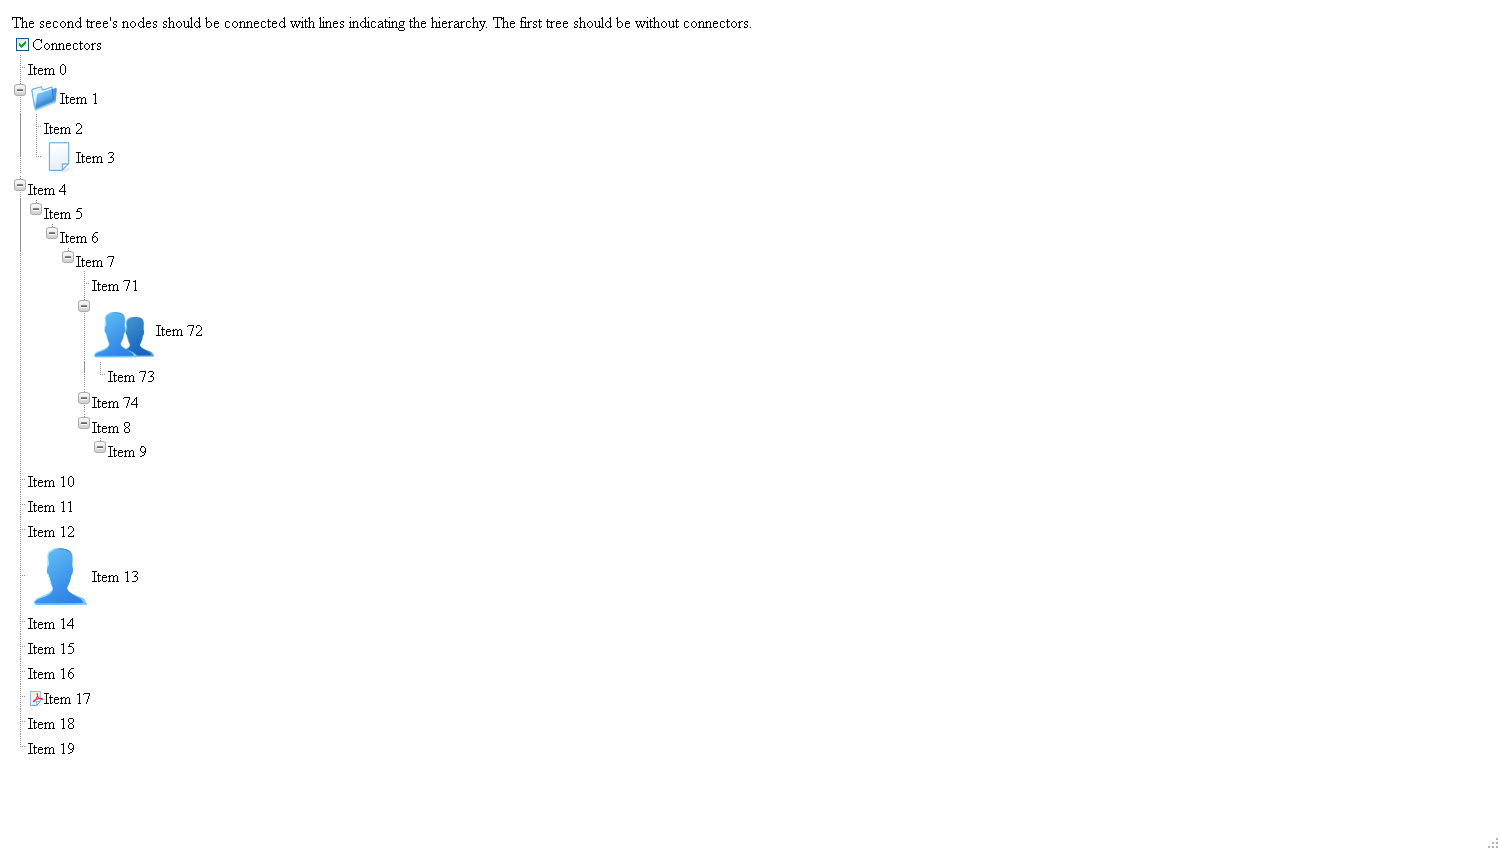 The second tree's nodes should be connected with lines indicating the hierarchy. The first tree should be without connectors.
Connectors
Item 0
Item 1
Item 2
Item 3
Item 4
Item 5
Item 6
Item 7
Item 71
Item 72
Item 73
Item 74
Item 8
Item 9
Item 10
Item 11
Item 12
Item 13
Item 14
Item 15
Item 16
Item 17
Item 18
Item 19